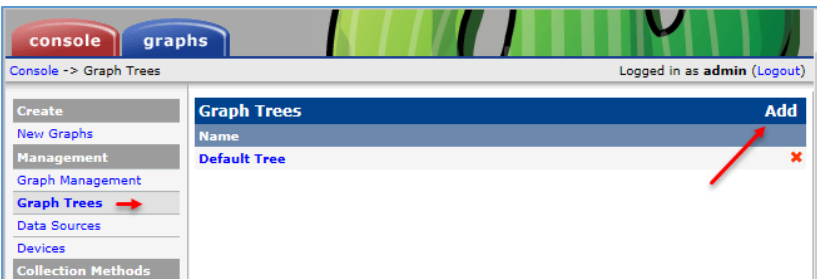 console graphs
Console -> Graph Trees Logged in as admin (Logout)
Create
New Graphs
Management
Graph Management
Graph Trees
Data Sources
Devices
Collection Methods
Graph Trees Add
Name
Default Tree